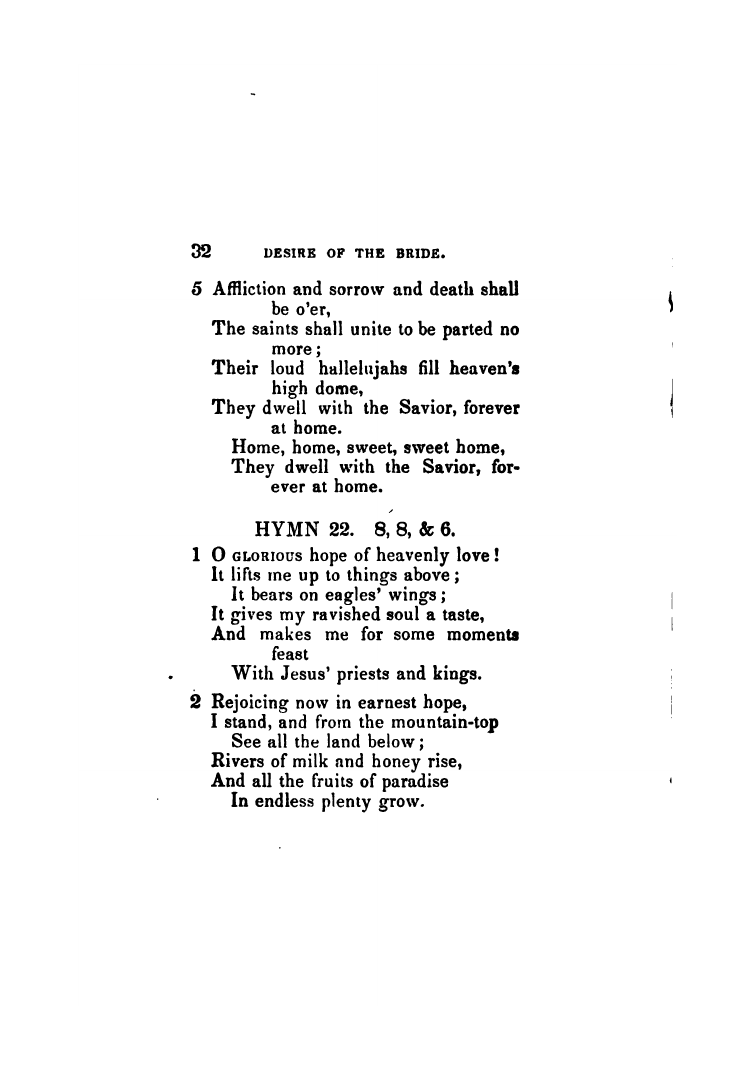 32 DESIRE OF THE BRIDE.
5 Affliction and sorrow and death shall
be o'er,
The saints shall unite to be parted no
more;
Their loud hallelujahs fill heaven's
high dome,
They dwell with the Savior, forever
at home.
Home, home, sweet, sweet home,
They dwell with the Savior, for-
ever at home.
HYMN 22. 8, 8, & 6.
1 O GLORIOUS hope of heavenly love!
It lifts me up to things above;
It bears on eagles' wings;
It gives my ravished soul a taste,
And makes me for some moments
feast
With Jesus' priests and kings.
2 Rejoicing now in earnest hope,
I stand, and from the mountain-top
See all the land below;
Rivers of milk and honey rise,
And all the fruits of paradise
In endless plenty grow.